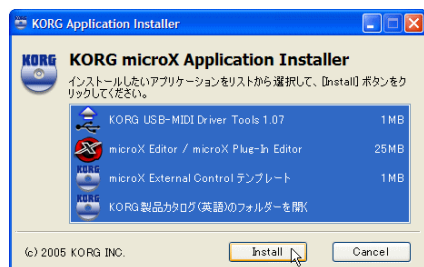 KORG Application Installer
KORG
KORG microX Application Installer
インストールしたいアプリケーションをリストから選択して、[Install] ボタンをク
リックしてください。
KORG USB-MIDI Driver Tools 1.07 1MB
microX Editor / microX Plug-In Editor 25MB
KORG
microX External Control テンプレート 1MB
KORG
KORG 製品カタログ(英語)のフォルダーを開く
(c) 2005 KORG INC.
Install
Cancel